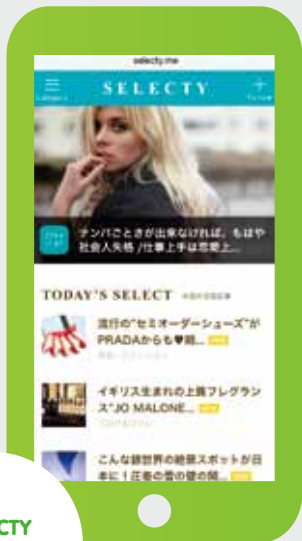 selecty.me
SELECTY
ナンパごときが出来なければ、もはや
社会人失格 /仕事上手は恋愛上...
TODAY'S SELECT
流行の"セミオーダーシューズ"が
PRADAからも♥期...
イギリス生まれの上質フレグラン
ス"JO MALONE...
こんな銀世界の絶景スポットが日
本に!圧巻の雪の壁の間...
CTY